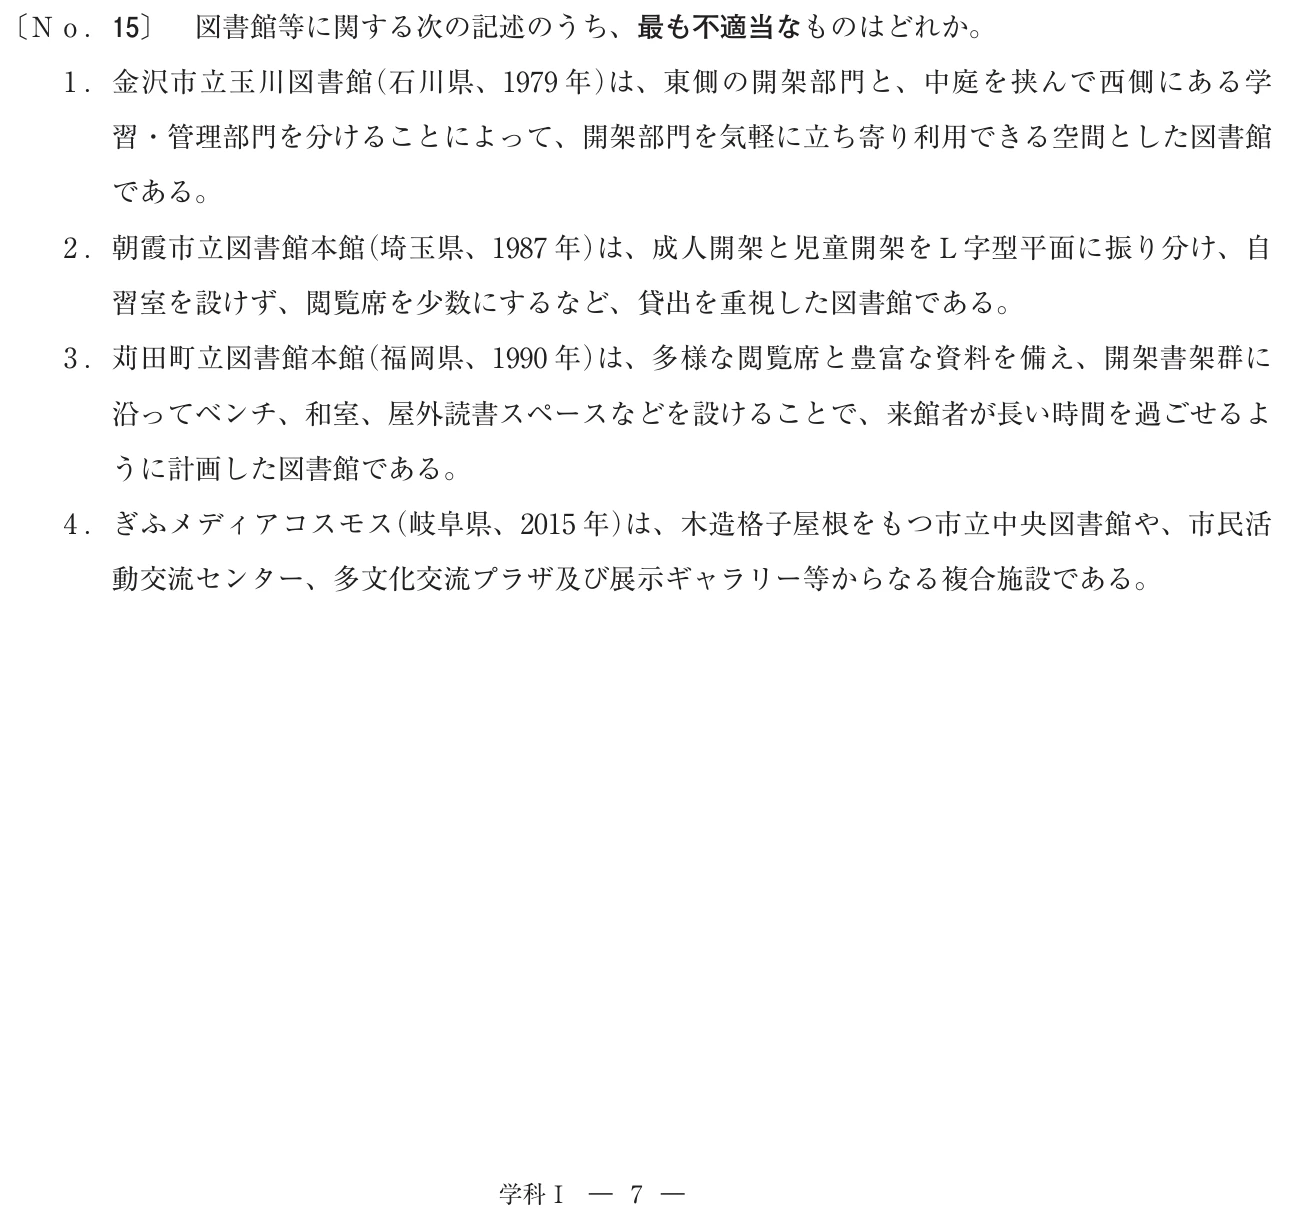 〔Ｎｏ．15〕　図書館等に関する次の記述のうち、最も不適当なものはどれか。
1．金沢市立玉川図書館(石川県、1979年)は、東側の開架部門と、中庭を挟んで西側にある学
習・管理部門を分けることによって、開架部門を気軽に立ち寄り利用できる空間とした図書館
である。
2．朝霞市立図書館本館(埼玉県、1987年)は、成人開架と児童開架をＬ字型平面に振り分け、自
習室を設けず、閲覧席を少数にするなど、貸出を重視した図書館である。
3．苅田町立図書館本館(福岡県、1990年)は、多様な閲覧席と豊富な資料を備え、開架書架群に
沿ってベンチ、和室、屋外読書スペースなどを設けることで、来館者が長い時間を過ごせるよ
うに計画した図書館である。
4．ぎふメディアコスモス(岐阜県、2015年)は、木造格子屋根をもつ市立中央図書館や、市民活
動交流センター、多文化交流プラザ及び展示ギャラリー等からなる複合施設である。
学科Ⅰ　― 7 ―